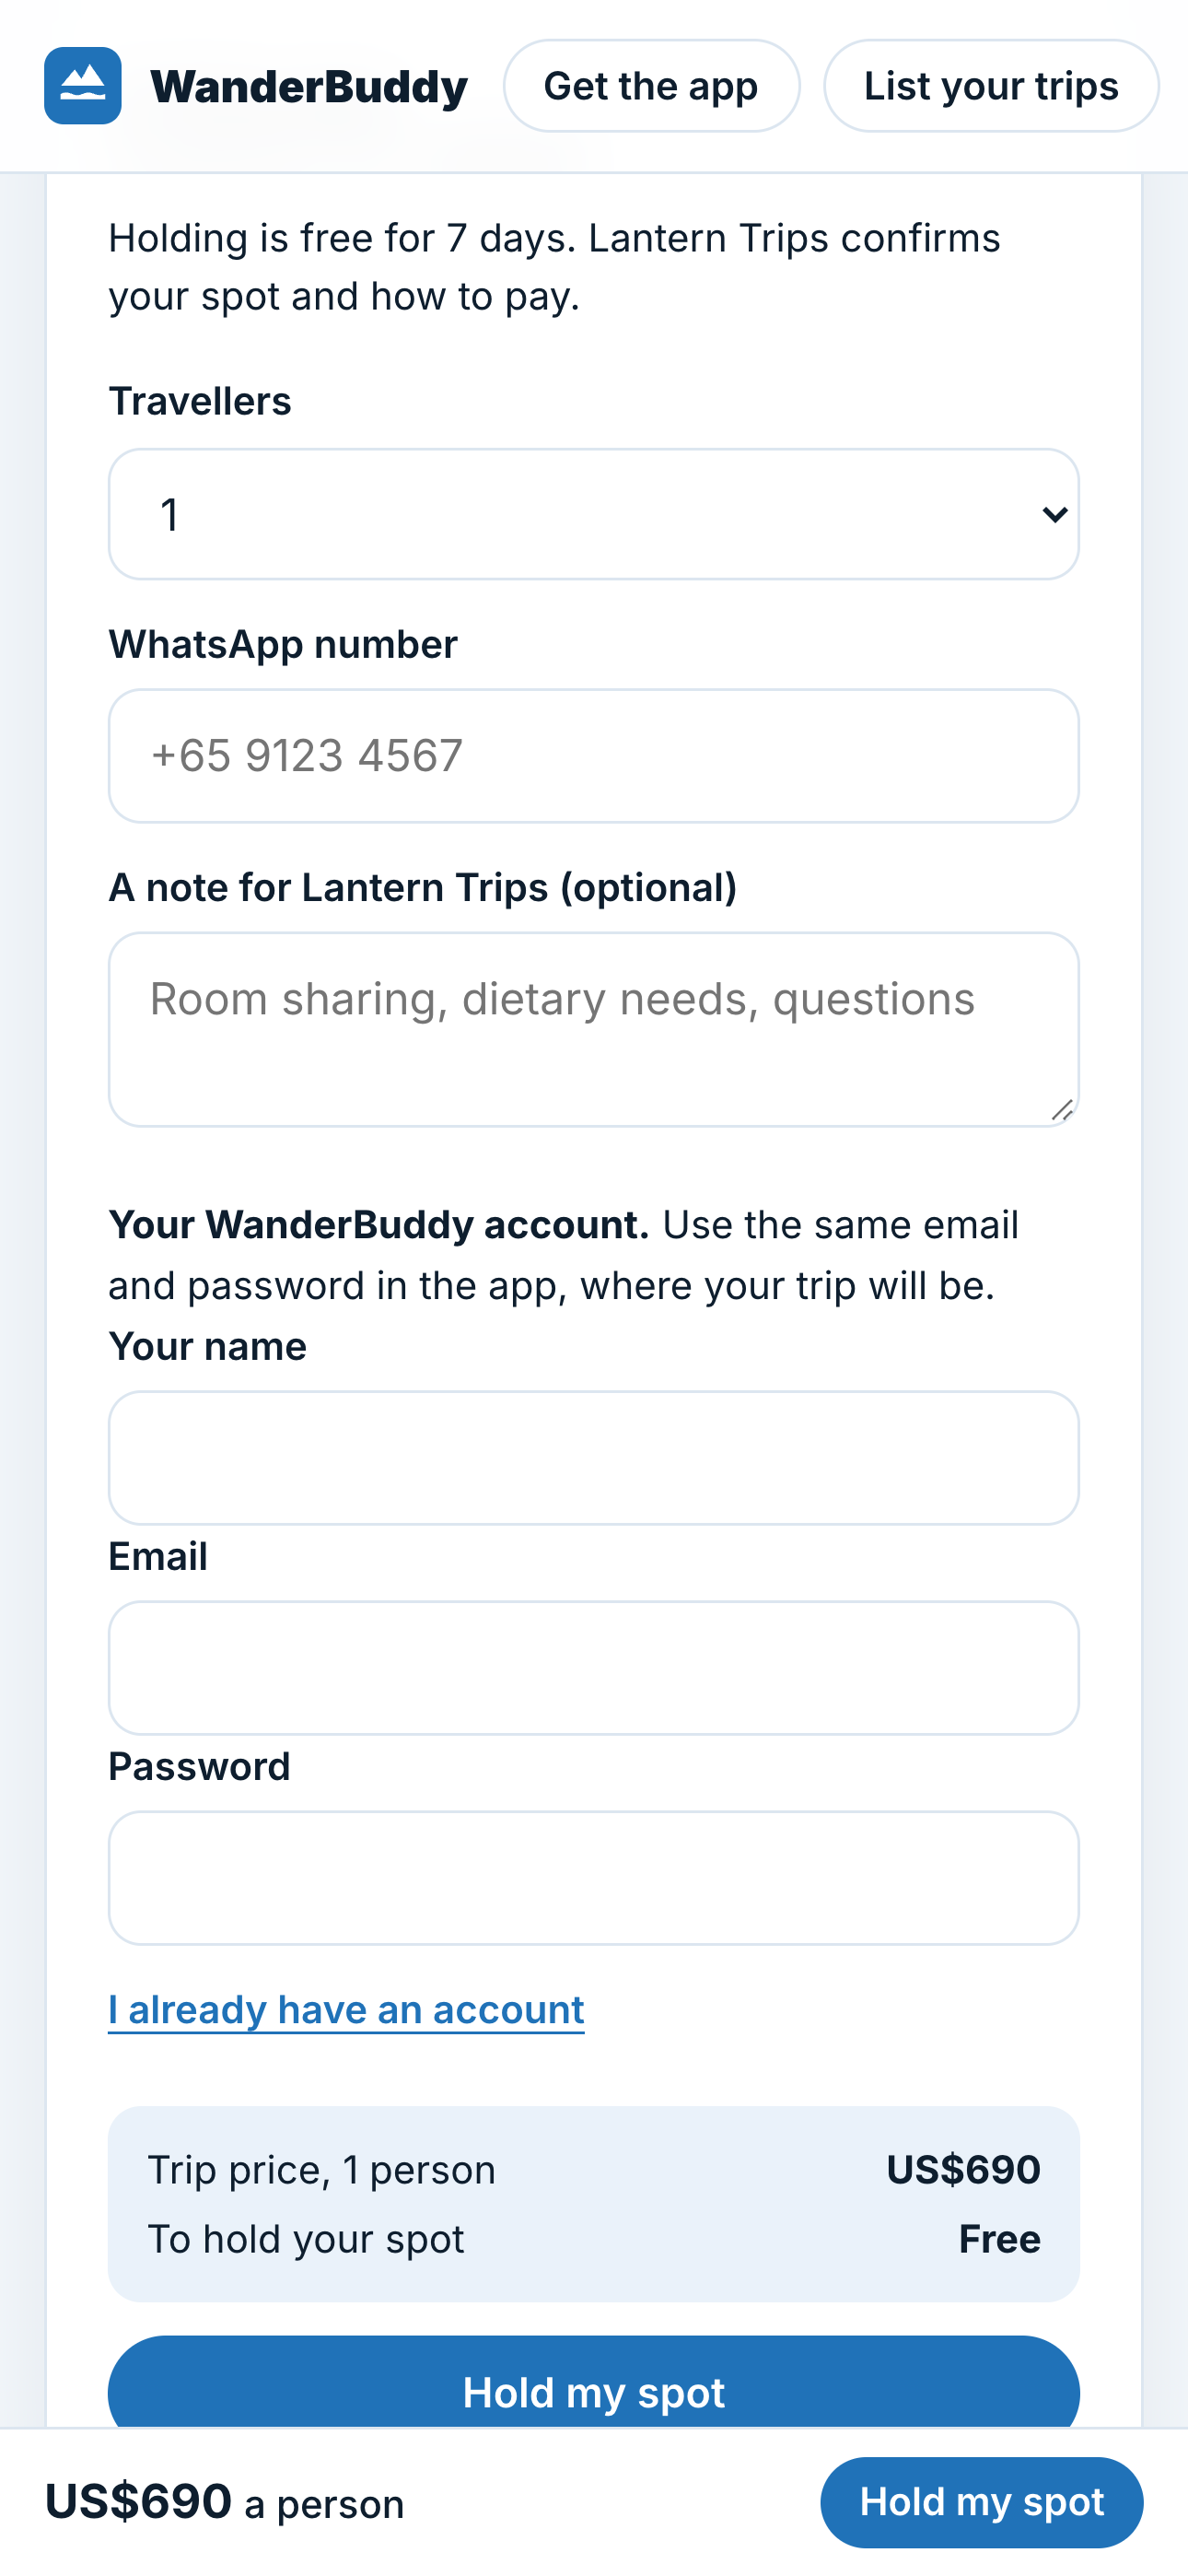 WanderBuddy
Get the app
List your trips
Holding is free for 7 days. Lantern Trips confirms
your spot and how to pay.
Travellers
1
WhatsApp number
+65 9123 4567
A note for Lantern Trips (optional)
Room sharing, dietary needs, questions
Your WanderBuddy account. Use the same email
and password in the app, where your trip will be.
Your name
Email
Password
I already have an account
Trip price, 1 person US$690
To hold your spot Free
Hold my spot
US$690 a person
Hold my spot